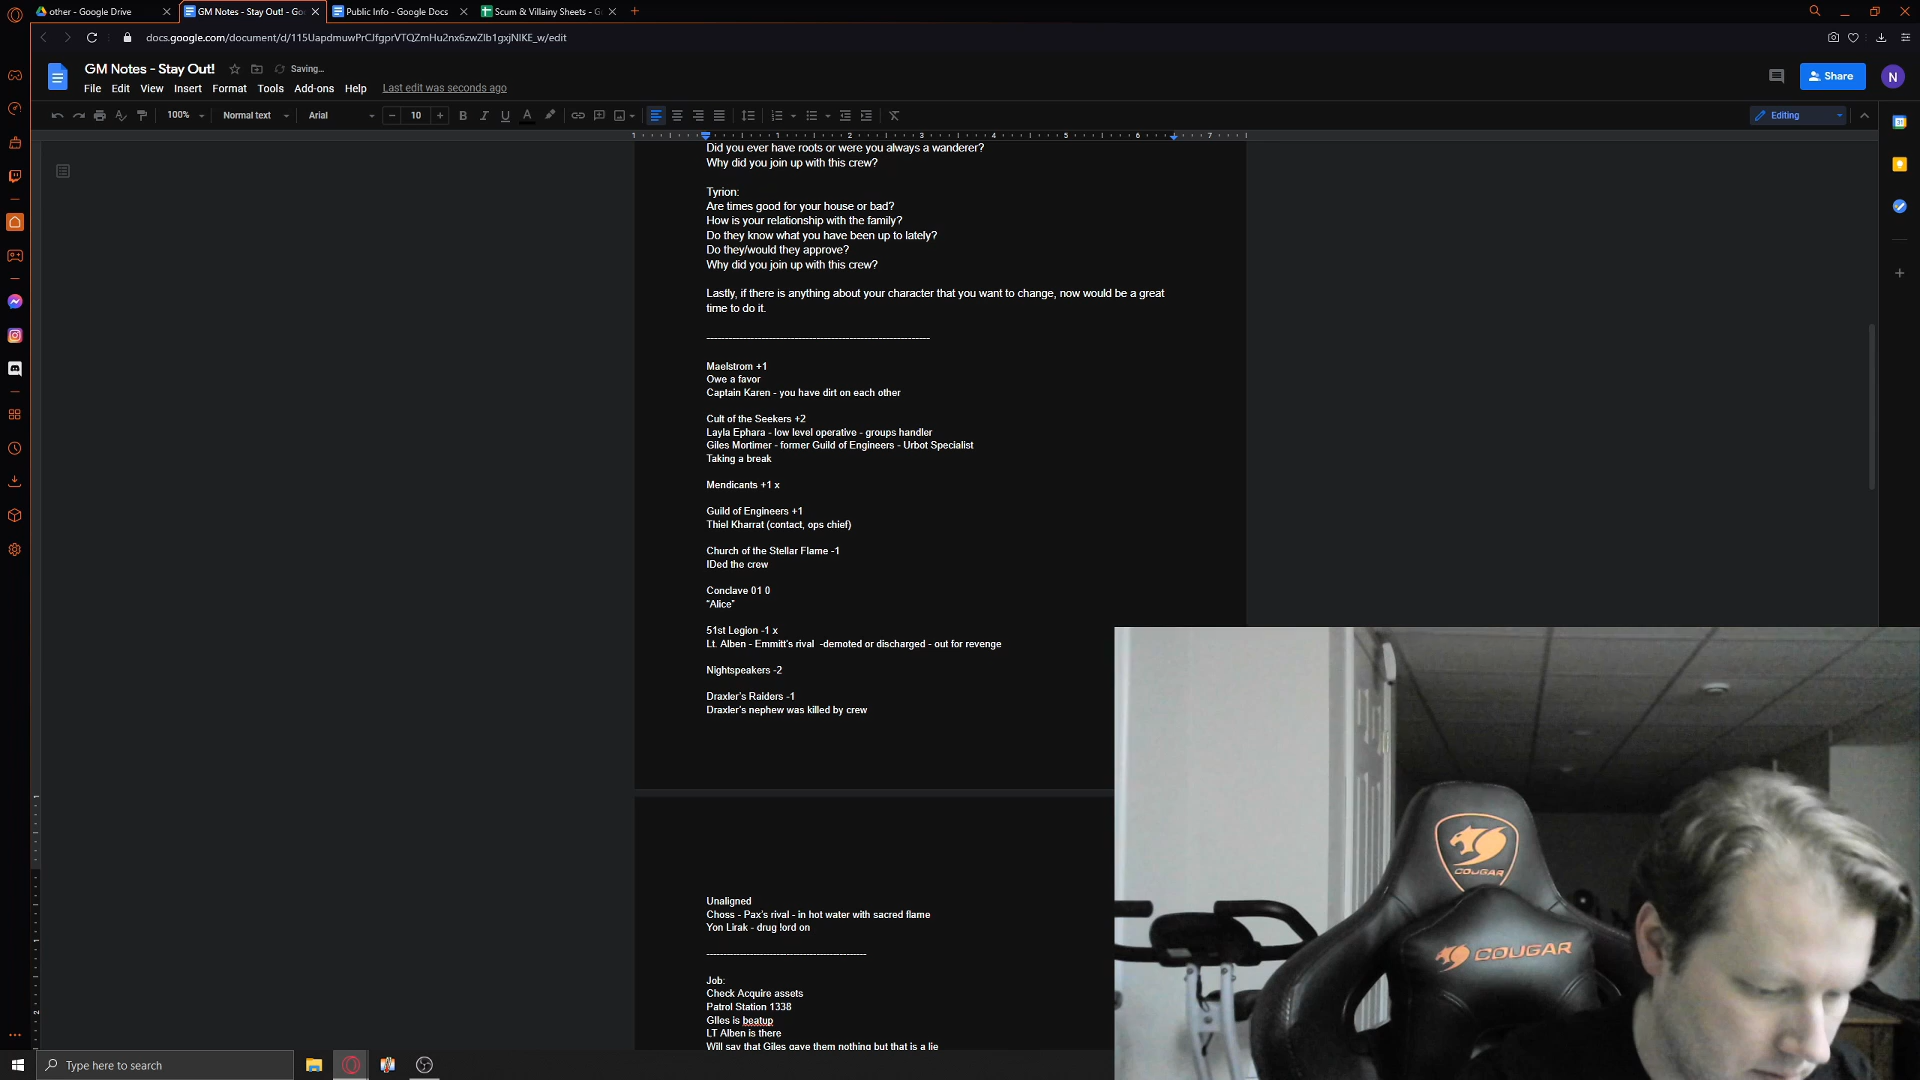 other - Google Drive
GM Notes - Stay Out! - Goo
Public Info - Google Docs
Scum & Villainy Sheets - G
docs.google.com/document/d/115UapdmuwPrCJfgprVTQZmHu2nx6zwZIb1gxjNIKE_w/edit
GM Notes - Stay Out!
Saving...
File Edit View Insert Format Tools Add-ons Help Last edit was seconds ago
Share
N
100% Normal text Arial 10 B I U A
Editing
1 1 2 3 4 5 6 7
Did you ever have roots or were you always a wanderer?
Why did you join up with this crew?
Tyrion:
Are times good for your house or bad?
How is your relationship with the family?
Do they know what you have been up to lately?
Do they/would they approve?
Why did you join up with this crew?
Lastly, if there is anything about your character that you want to change, now would be a great
time to do it.
Maelstrom +1
Owe a favor
Captain Karen - you have dirt on each other
Cult of the Seekers +2
Layla Ephara - low level operative - groups handler
Giles Mortimer - former Guild of Engineers - Urbot Specialist
Taking a break
Mendicants +1 x
Guild of Engineers +1
Thiel Kharrat (contact, ops chief)
Church of the Stellar Flame -1
IDed the crew
Conclave 01 0
"Alice"
51st Legion -1 x
Lt. Alben - Emmitt's rival -demoted or discharged - out for revenge
Nightspeakers -2
Draxler's Raiders -1
Draxler's nephew was killed by crew
Unaligned
Choss - Pax's rival - in hot water with sacred flame
Yon Lirak - drug lord on
Job:
Check Acquire assets
Patrol Station 1338
GIles is beatup
LT Alben is there
Will say that Giles gave them nothing but that is a lie
COUGAR
COUGAR
Type here to search